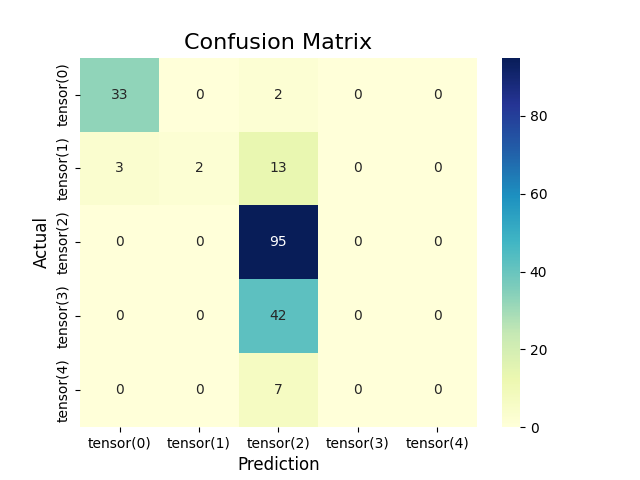 Confusion Matrix
tensor(0) 33 0 2 0 0
tensor(1) 3 2 13 0 0
tensor(2) 0 0 95 0 0
tensor(3) 0 0 42 0 0
tensor(4) 0 0 7 0 0
tensor(0) tensor(1) tensor(2) tensor(3) tensor(4)
Actual
Prediction
80
60
40
20
0